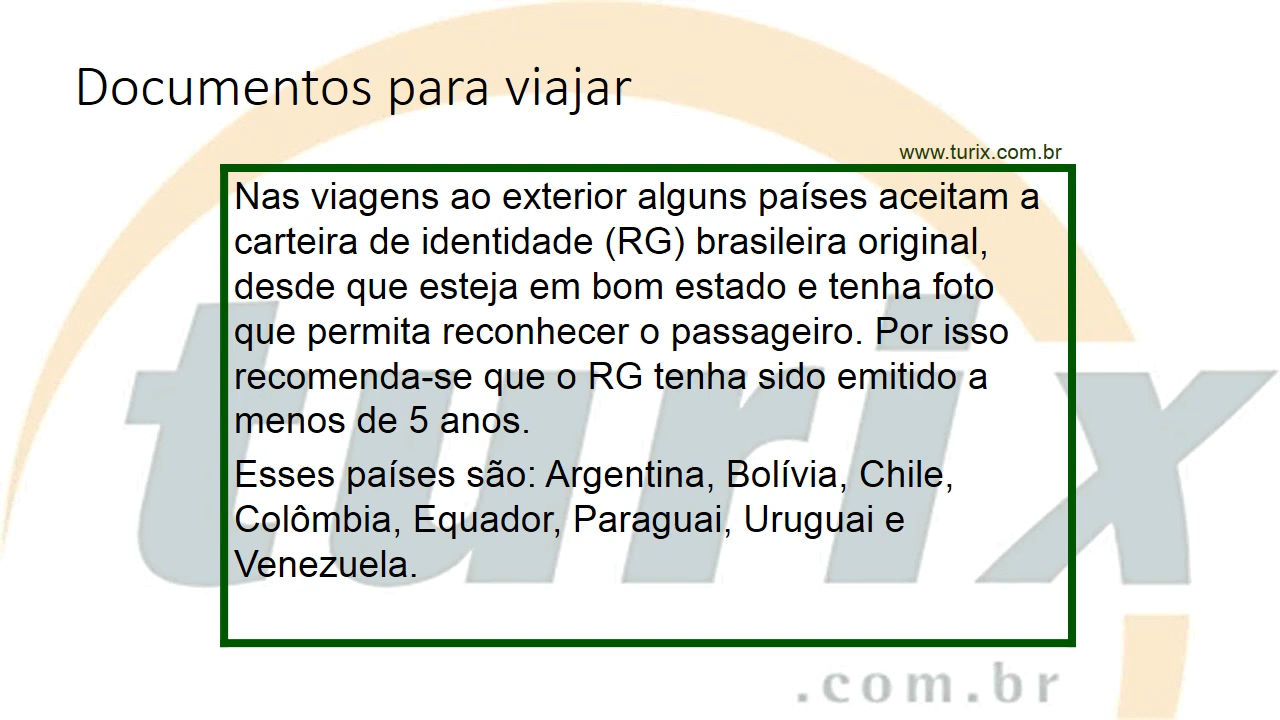 Documentos para viajar
www.turix.com.br
Nas viagens ao exterior alguns países aceitam a
carteira de identidade (RG) brasileira original,
desde que esteja em bom estado e tenha foto
que permita reconhecer o passageiro. Por isso
recomenda-se que o RG tenha sido emitido a
menos de 5 anos.
Esses países são: Argentina, Bolívia, Chile,
Colômbia, Equador, Paraguai, Uruguai e
Venezuela.
turix
.com.br